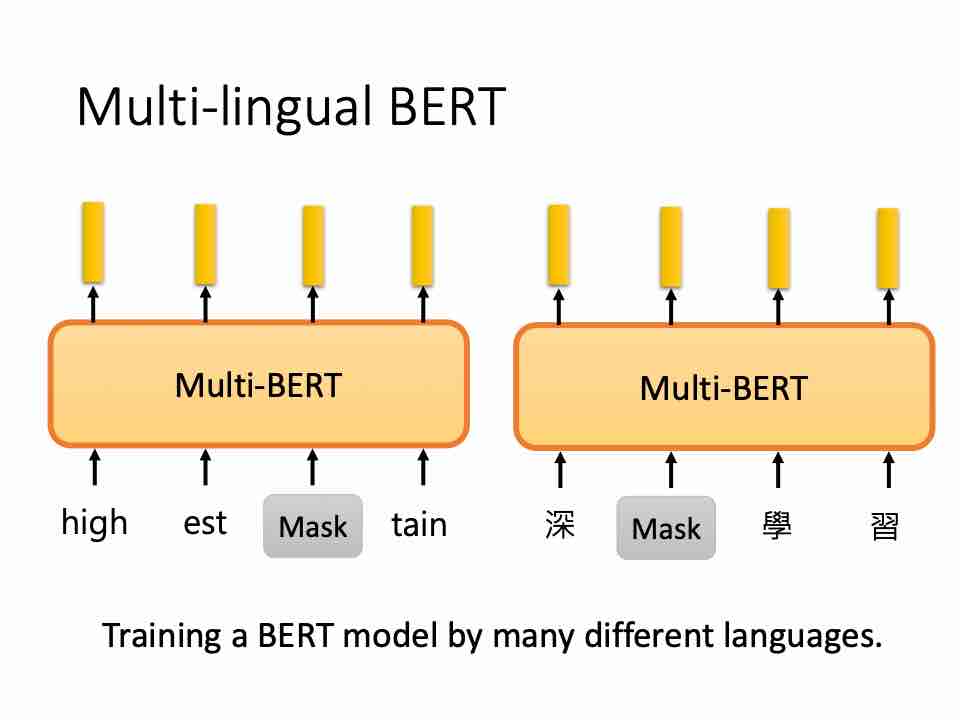 Multi-lingual BERT
Multi-BERT
Multi-BERT
high est Mask tain
深 Mask 學 習
Training a BERT model by many different languages.